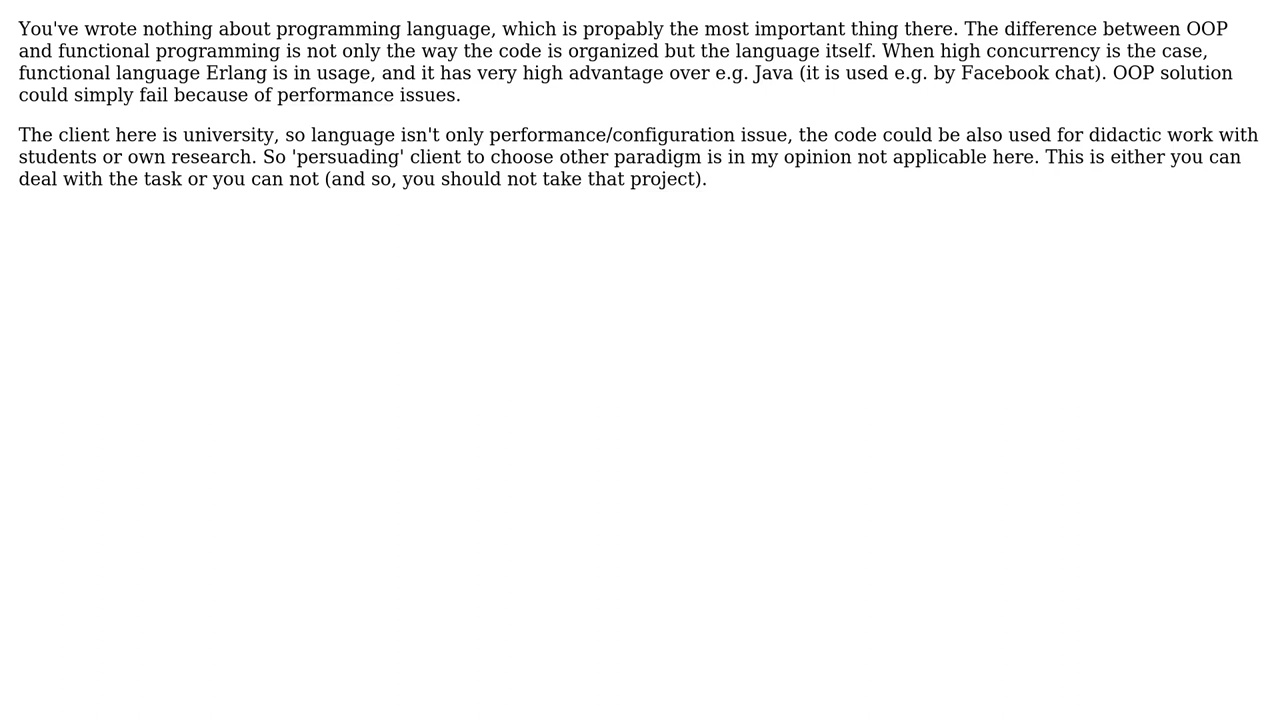 You've wrote nothing about programming language, which is propably the most important thing there. The difference between OOP
and functional programming is not only the way the code is organized but the language itself. When high concurrency is the case,
functional language Erlang is in usage, and it has very high advantage over e.g. Java (it is used e.g. by Facebook chat). OOP solution
could simply fail because of performance issues.
The client here is university, so language isn't only performance/configuration issue, the code could be also used for didactic work with
students or own research. So 'persuading' client to choose other paradigm is in my opinion not applicable here. This is either you can
deal with the task or you can not (and so, you should not take that project).